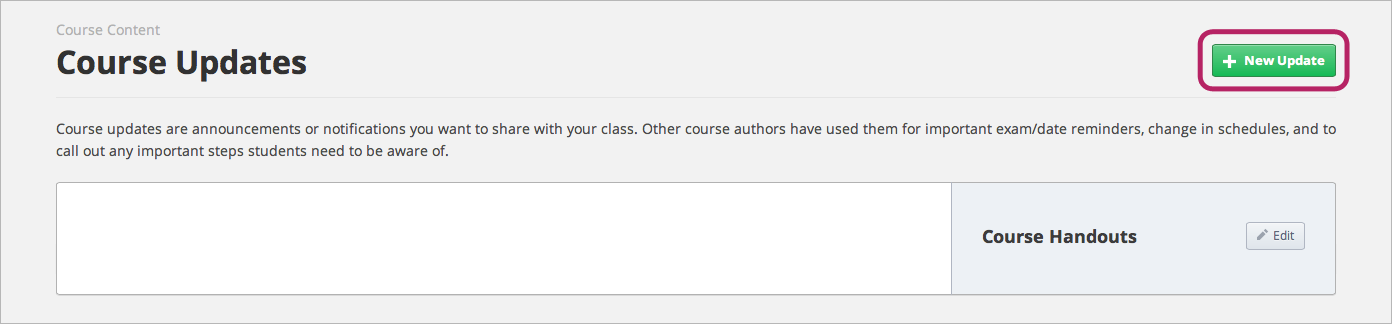 Course Content
Course Updates
New Update
Course updates are announcements or notifications you want to share with your class. Other course authors have used them for important exam/date reminders, change in schedules, and to
call out any important steps students need to be aware of.
Course Handouts
Edit